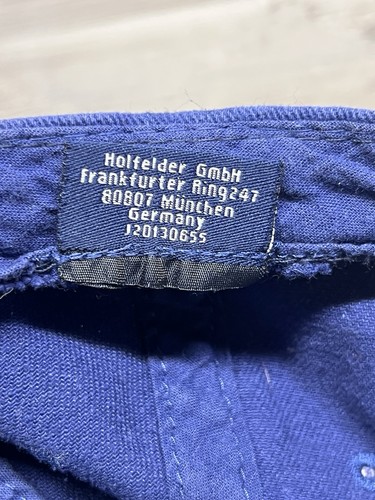 Holfelder GmbH
Frankfurter Ring247
80807 München
Germany
J20130655